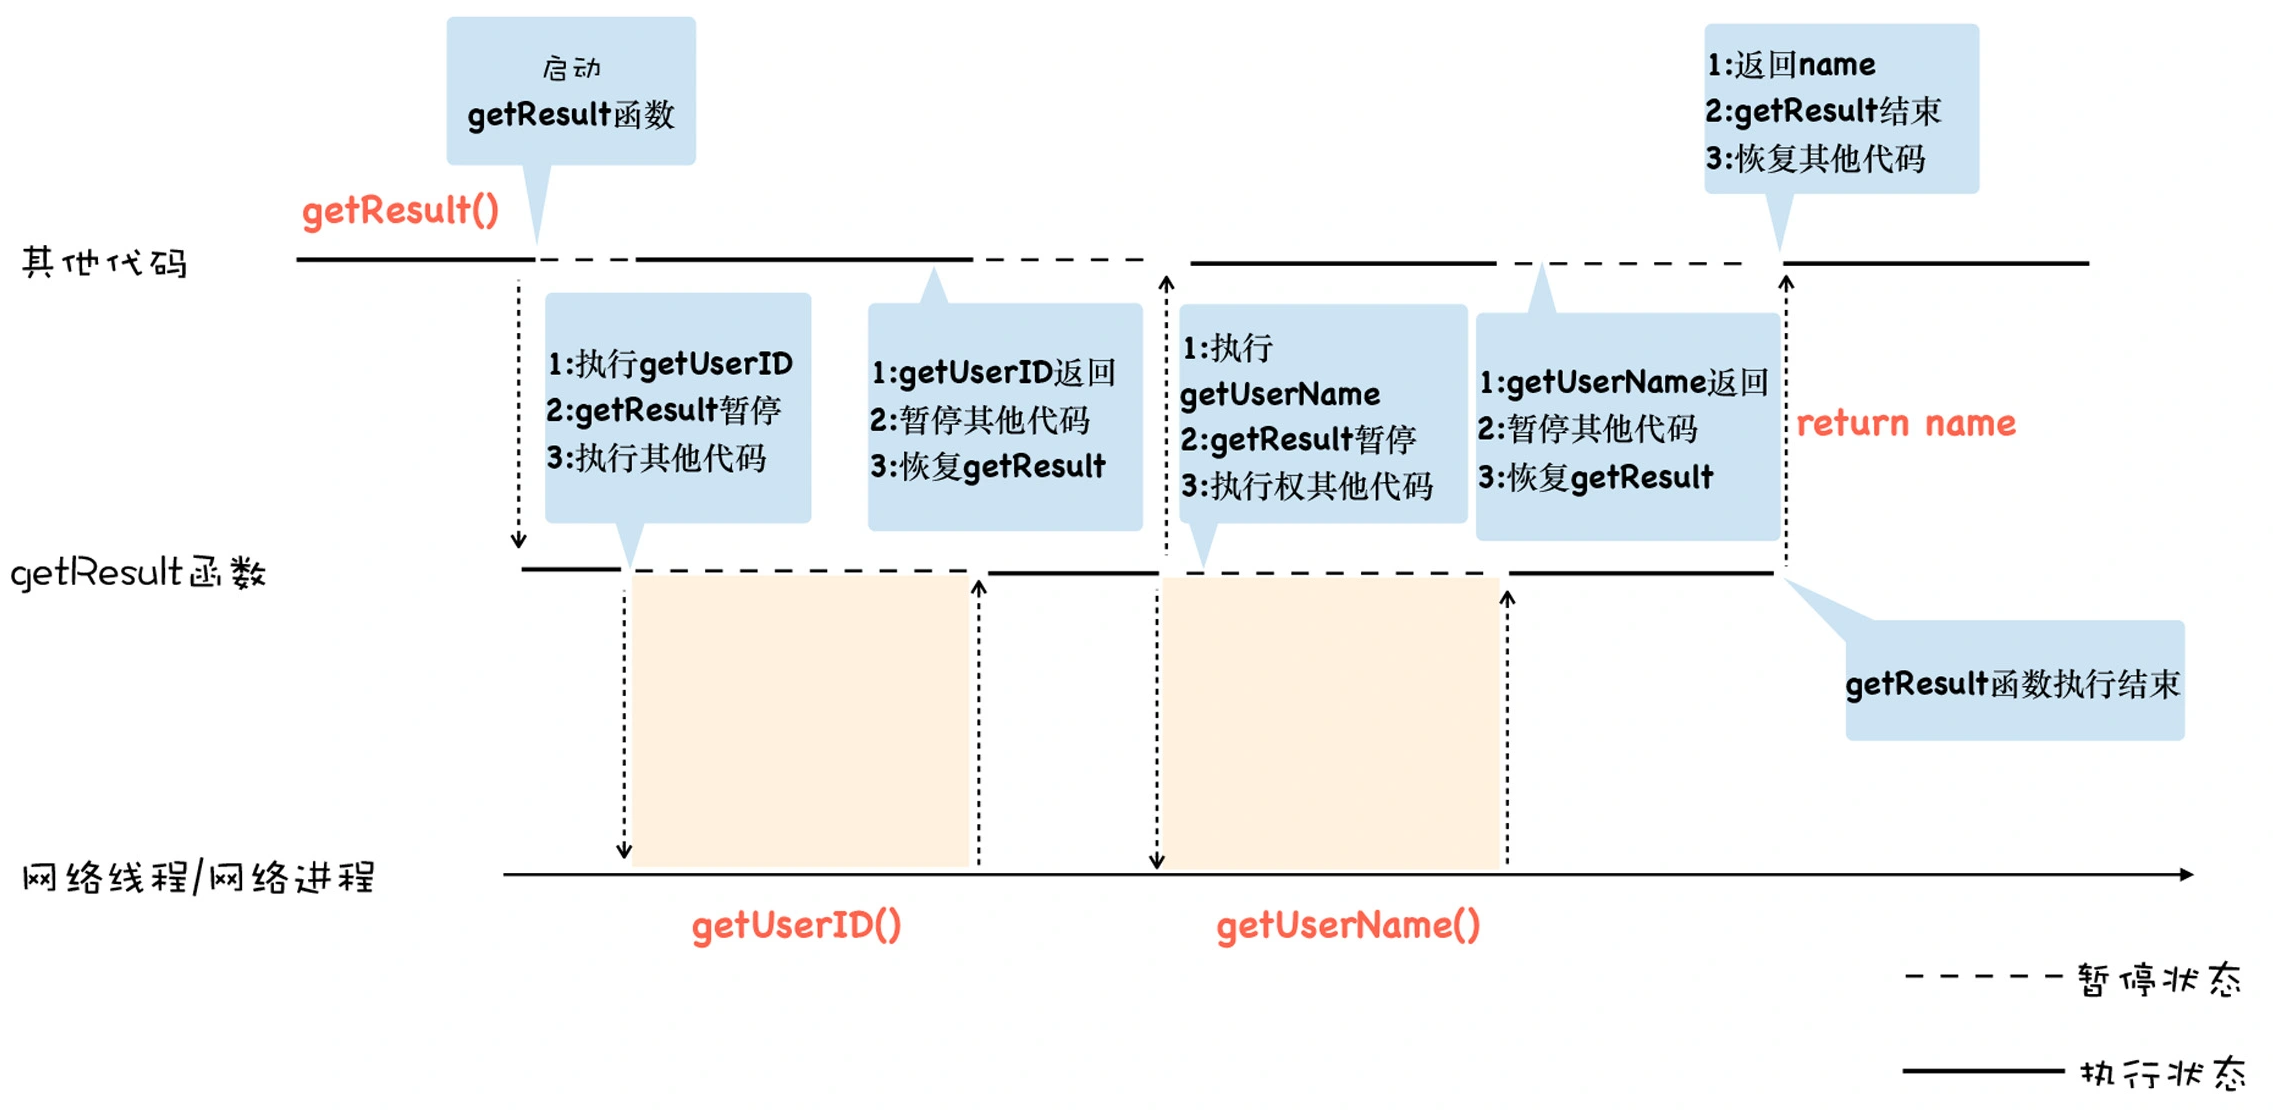 启动
getResult函数
1:返回name
2:getResult结束
3:恢复其他代码
getResult()
其他代码
1:执行getUserID
2:getResult暂停
3:执行其他代码
1:getUserID返回
2:暂停其他代码
3:恢复getResult
1:执行
getUserName
2:getResult暂停
3:执行权其他代码
1:getUserName返回
2:暂停其他代码
3:恢复getResult
return name
getResult函数
getResult函数执行结束
网络线程/网络进程
getUserID()
getUserName()
暂停状态
执行状态